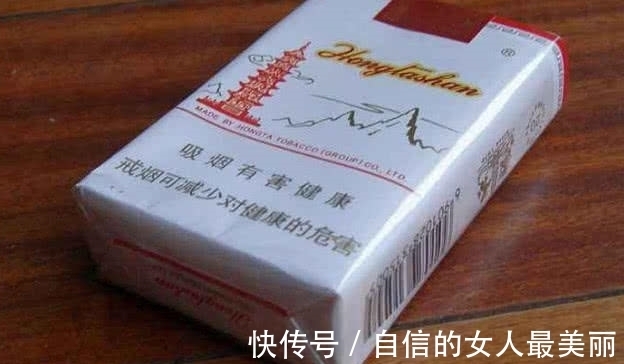 Hongtashan
®
MADE BY HONGTA TOBACCO (GROUP) CO., LTD
吸烟有害健康
戒烟可减少对健康的危害
Hongtashan
快传号 / 自信的女人最美丽